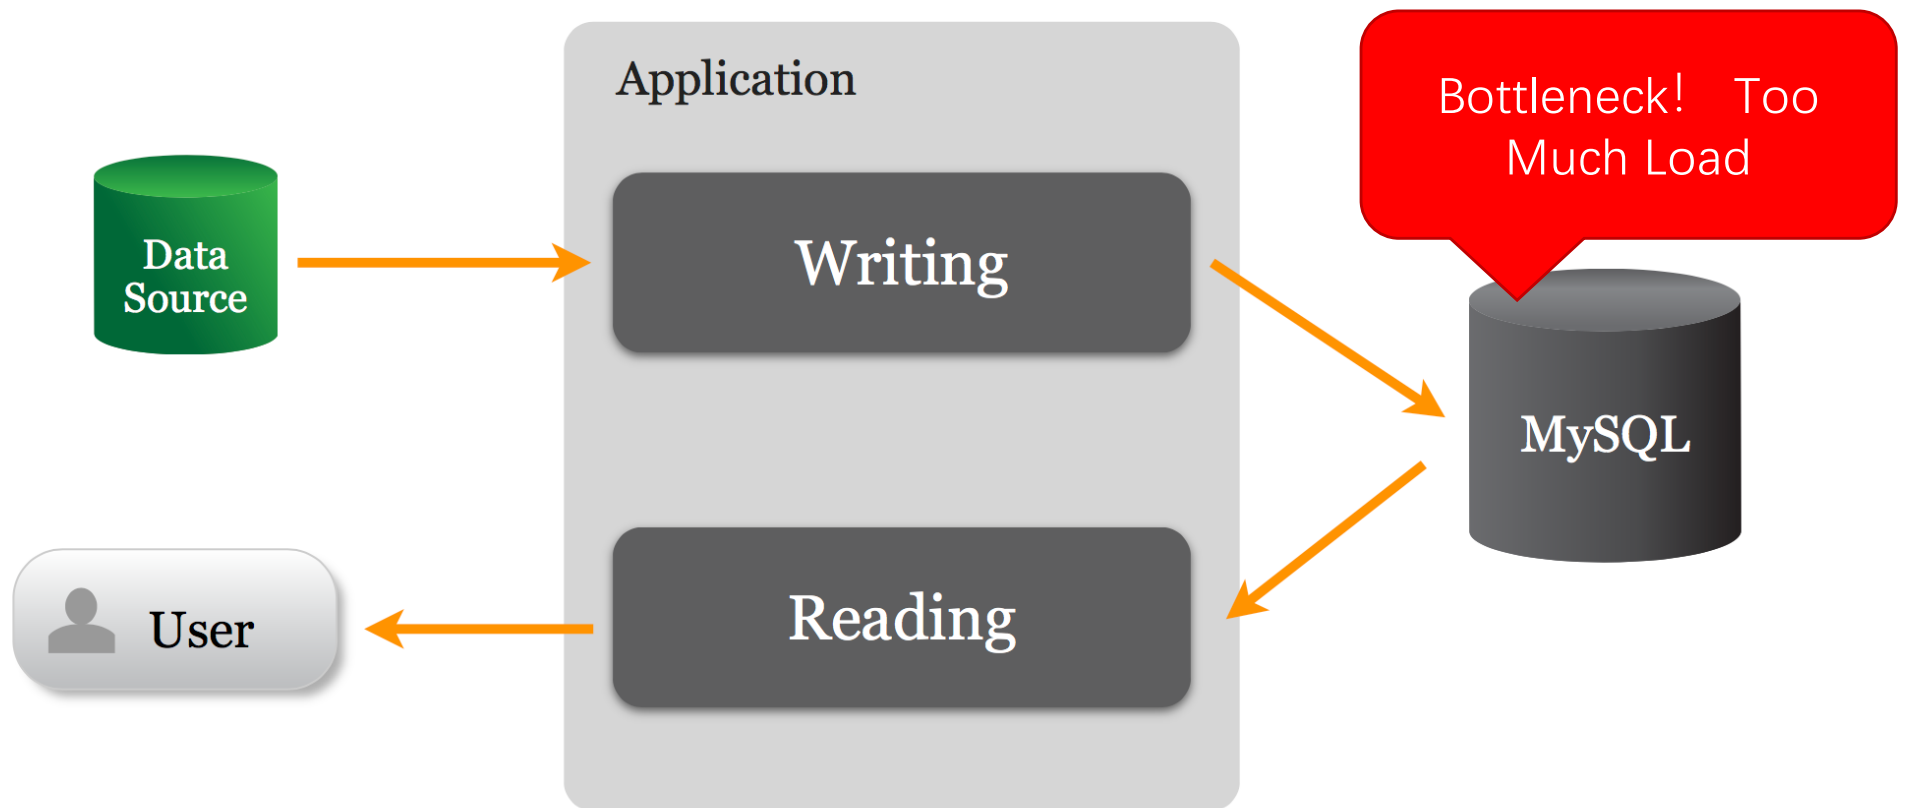 Application
Bottleneck!  Too
Much Load
Data
Source
Writing
MySQL
User
Reading